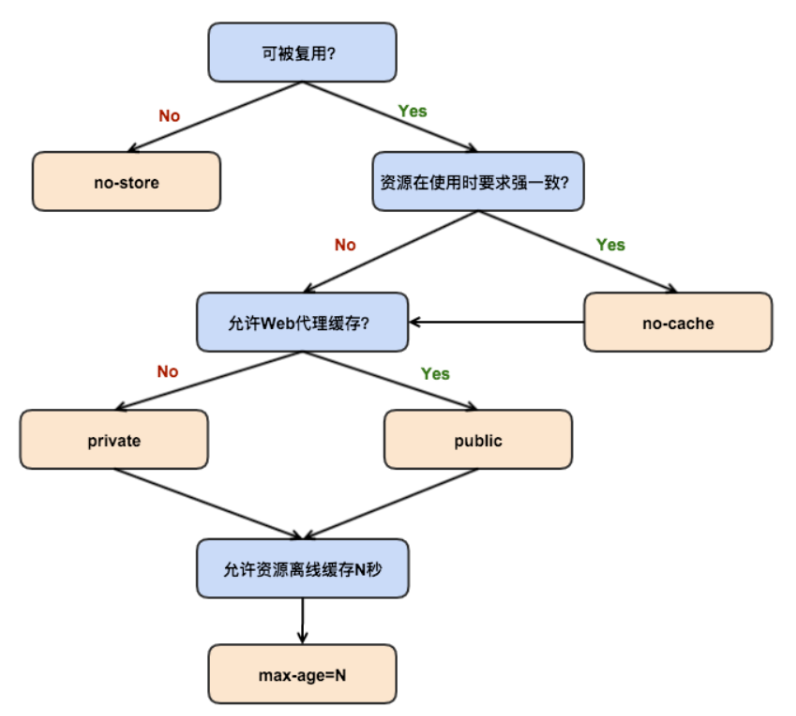 可被复用?
No
Yes
no-store
资源在使用时要求强一致?
No
Yes
允许Web代理缓存?
no-cache
No
Yes
private
public
允许资源离线缓存N秒
max-age=N